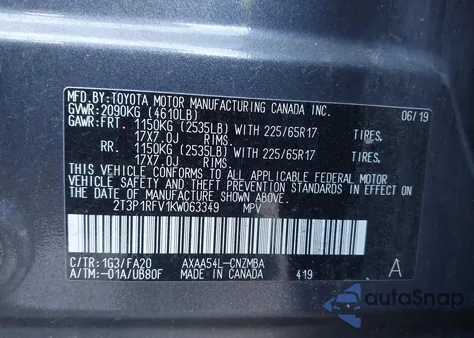 MFD.BY:TOYOTA MOTOR MANUFACTURING CANADA INC.
GVWR:2090KG (4610LB) 06/19
GAWR:FRT. 1150KG (2535LB) WITH 225/65R17 TIRES,
17X7.0J RIMS.
RR. 1150KG (2535LB) WITH 225/65R17 TIRES,
17X7.0J RIMS.
THIS VEHICLE CONFORMS TO ALL APPLICABLE FEDERAL MOTOR
VEHICLE SAFETY AND THEFT PREVENTION STANDARDS IN EFFECT ON
THE DATE OF MANUFACTURE SHOWN ABOVE.
2T3P1RFV1KW063349 MPV
C/TR:1G3/FA20 AXAA54L-CNZMBA
A/TM:-01A/UB80F 419 A
autoSnap